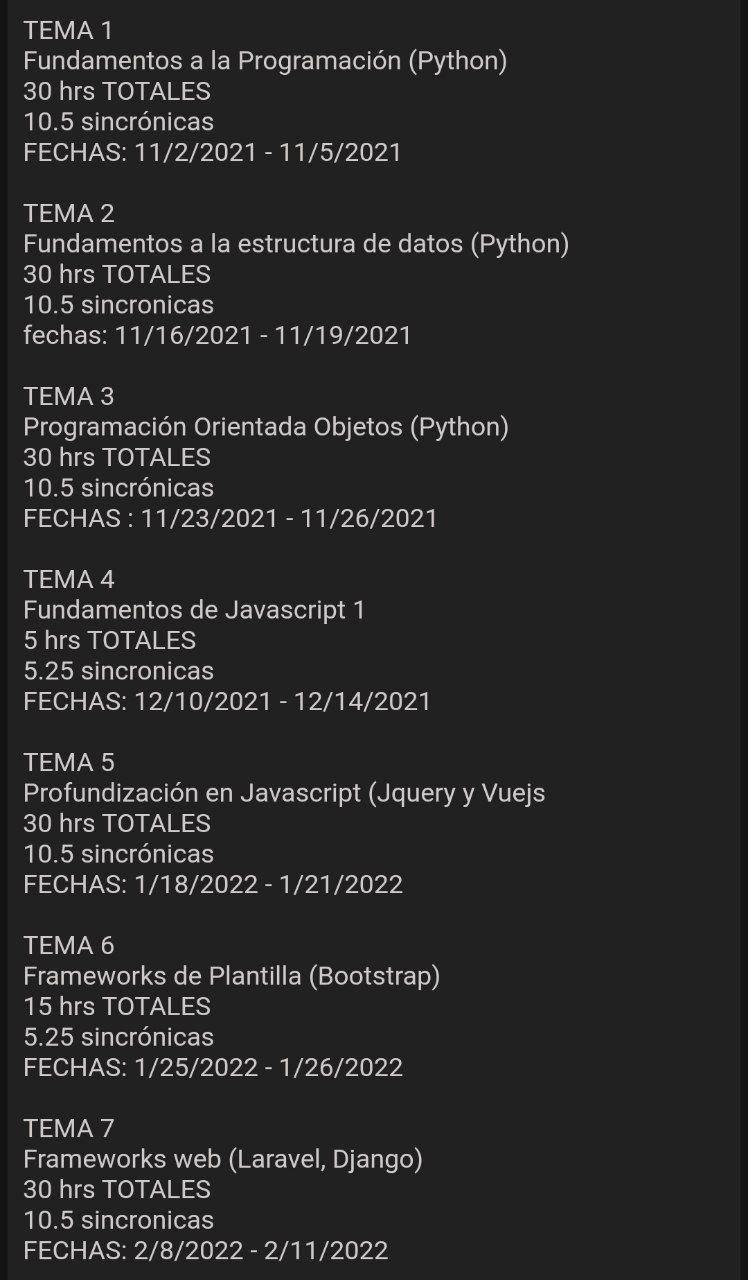 TEMA 1
Fundamentos a la Programación (Python)
30 hrs TOTALES
10.5 sincrónicas
FECHAS: 11/2/2021 - 11/5/2021
TEMA 2
Fundamentos a la estructura de datos (Python)
30 hrs TOTALES
10.5 sincronicas
fechas: 11/16/2021 - 11/19/2021
TEMA 3
Programación Orientada Objetos (Python)
30 hrs TOTALES
10.5 sincrónicas
FECHAS : 11/23/2021 - 11/26/2021
TEMA 4
Fundamentos de Javascript 1
5 hrs TOTALES
5.25 sincronicas
FECHAS: 12/10/2021 - 12/14/2021
TEMA 5
Profundización en Javascript (Jquery y Vuejs
30 hrs TOTALES
10.5 sincrónicas
FECHAS: 1/18/2022 - 1/21/2022
TEMA 6
Frameworks de Plantilla (Bootstrap)
15 hrs TOTALES
5.25 sincrónicas
FECHAS: 1/25/2022 - 1/26/2022
TEMA 7
Frameworks web (Laravel, Django)
30 hrs TOTALES
10.5 sincronicas
FECHAS: 2/8/2022 - 2/11/2022